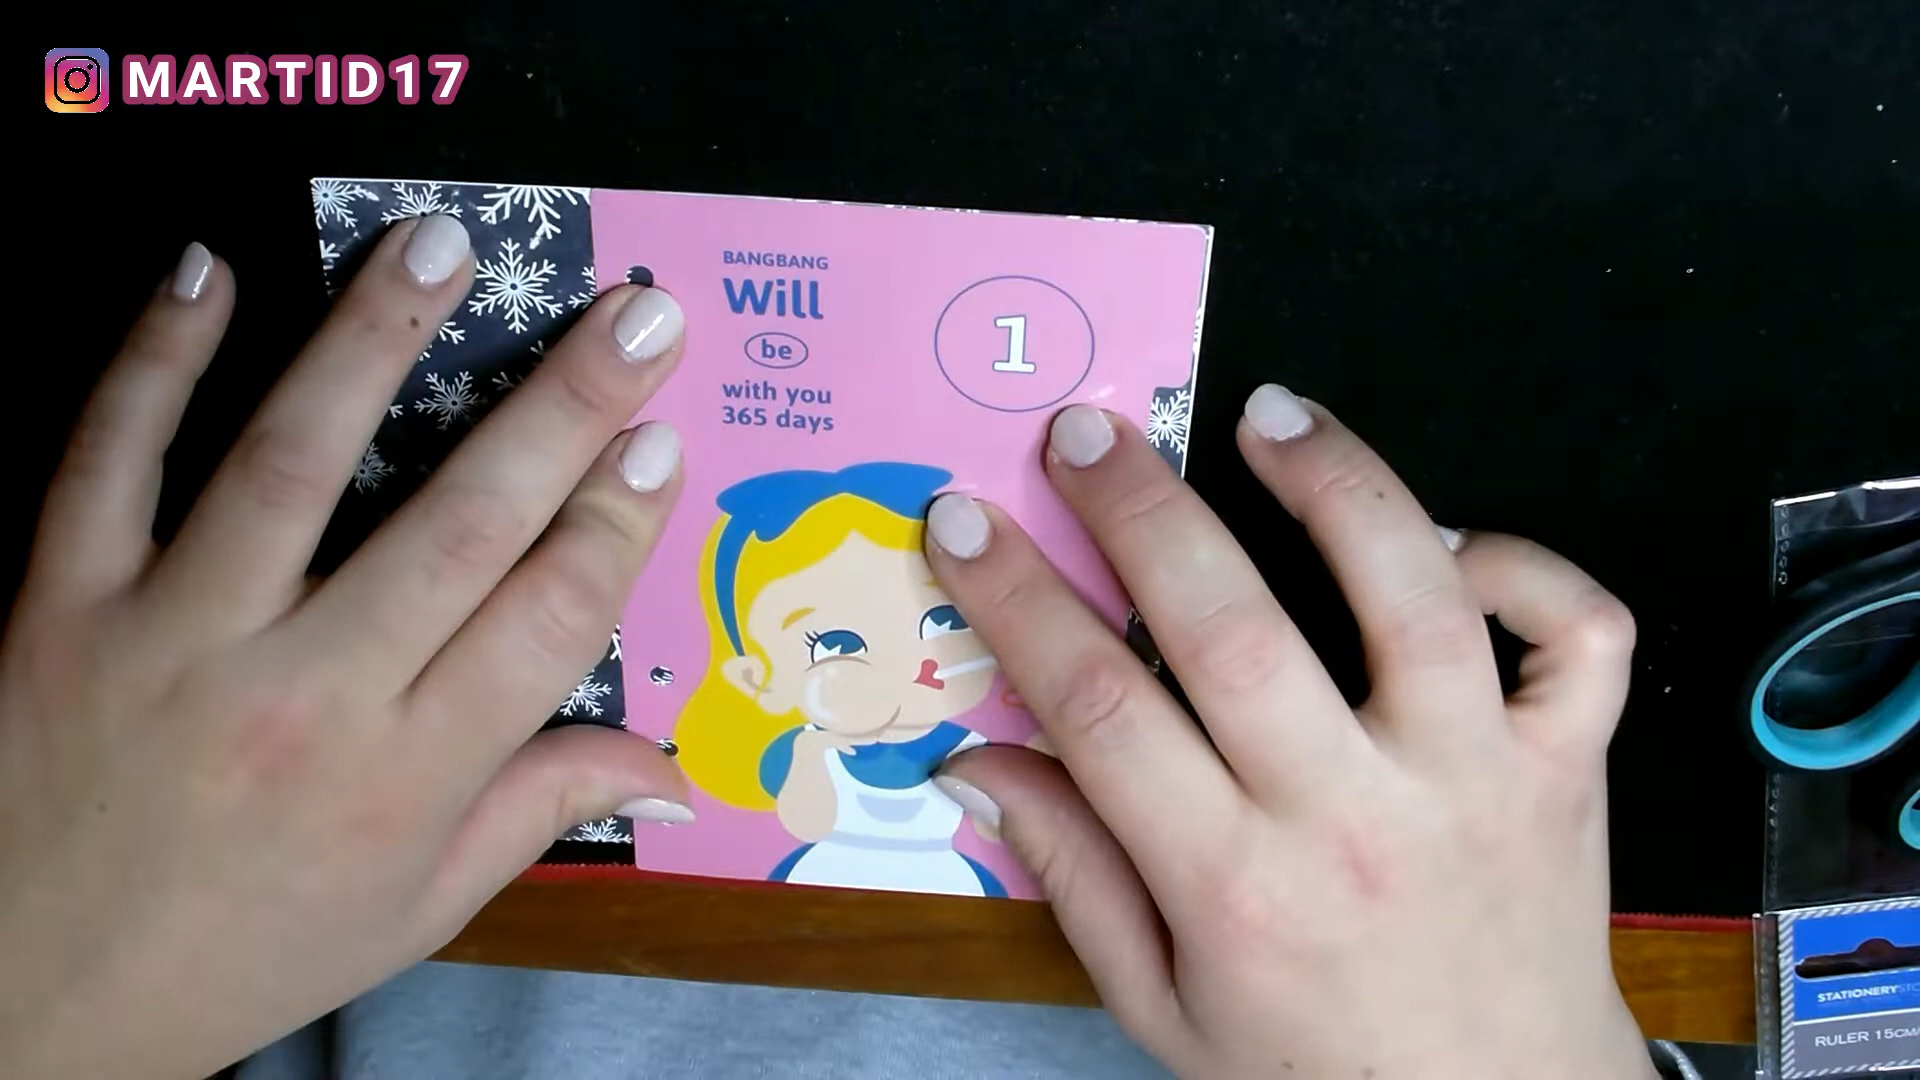 MARTID17
BANGBANG
Will
be
with you
365 days
1
STATIONERY
RULER 15CM